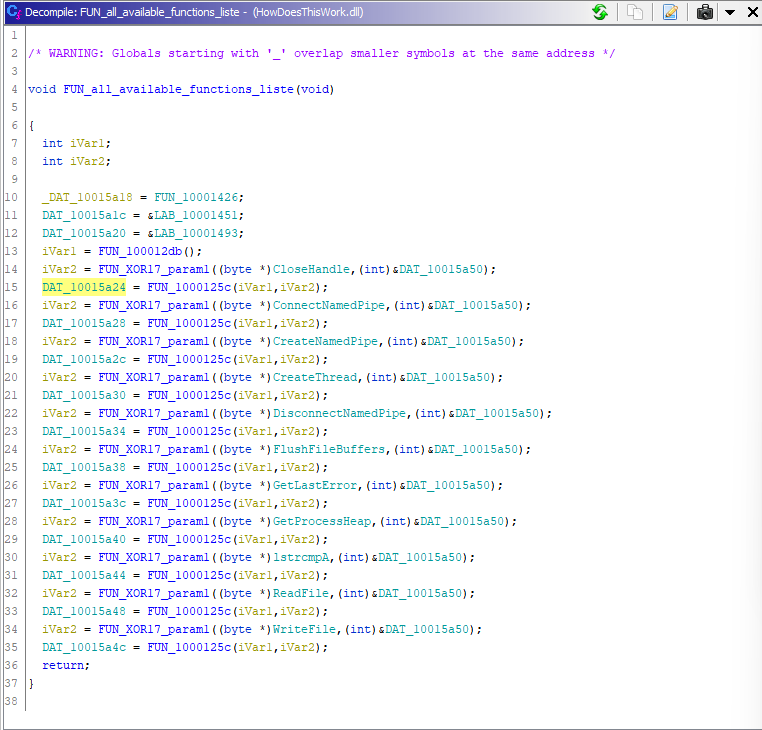 Decompile: FUN_all_available_functions_liste - (HowDoesThisWork.dll)
1
2 /* WARNING: Globals starting with '_' overlap smaller symbols at the same address */
3
4 void FUN_all_available_functions_liste(void)
5
6 {
7 int iVar1;
8 int iVar2;
9
10 _DAT_10015a18 = FUN_10001426;
11 DAT_10015a1c = &LAB_10001451;
12 DAT_10015a20 = &LAB_10001493;
13 iVar1 = FUN_100012db();
14 iVar2 = FUN_XOR17_param1((byte *)CloseHandle,(int)&DAT_10015a50);
15 DAT_10015a24 = FUN_1000125c(iVar1,iVar2);
16 iVar2 = FUN_XOR17_param1((byte *)ConnectNamedPipe,(int)&DAT_10015a50);
17 DAT_10015a28 = FUN_1000125c(iVar1,iVar2);
18 iVar2 = FUN_XOR17_param1((byte *)CreateNamedPipe,(int)&DAT_10015a50);
19 DAT_10015a2c = FUN_1000125c(iVar1,iVar2);
20 iVar2 = FUN_XOR17_param1((byte *)CreateThread,(int)&DAT_10015a50);
21 DAT_10015a30 = FUN_1000125c(iVar1,iVar2);
22 iVar2 = FUN_XOR17_param1((byte *)DisconnectNamedPipe,(int)&DAT_10015a50);
23 DAT_10015a34 = FUN_1000125c(iVar1,iVar2);
24 iVar2 = FUN_XOR17_param1((byte *)FlushFileBuffers,(int)&DAT_10015a50);
25 DAT_10015a38 = FUN_1000125c(iVar1,iVar2);
26 iVar2 = FUN_XOR17_param1((byte *)GetLastError,(int)&DAT_10015a50);
27 DAT_10015a3c = FUN_1000125c(iVar1,iVar2);
28 iVar2 = FUN_XOR17_param1((byte *)GetProcessHeap,(int)&DAT_10015a50);
29 DAT_10015a40 = FUN_1000125c(iVar1,iVar2);
30 iVar2 = FUN_XOR17_param1((byte *)lstrcmpA,(int)&DAT_10015a50);
31 DAT_10015a44 = FUN_1000125c(iVar1,iVar2);
32 iVar2 = FUN_XOR17_param1((byte *)ReadFile,(int)&DAT_10015a50);
33 DAT_10015a48 = FUN_1000125c(iVar1,iVar2);
34 iVar2 = FUN_XOR17_param1((byte *)WriteFile,(int)&DAT_10015a50);
35 DAT_10015a4c = FUN_1000125c(iVar1,iVar2);
36 return;
37 }
38